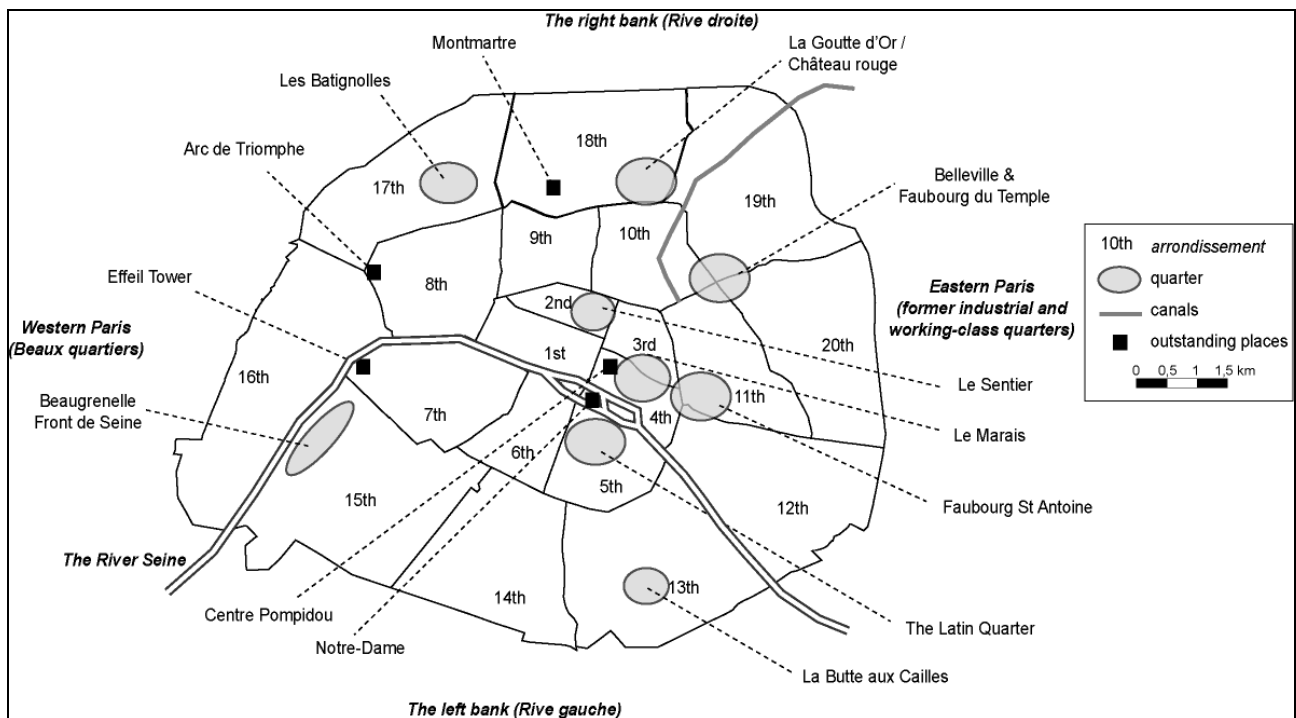 The right bank (Rive droite)
Montmartre
La Goutte d'Or /
Château rouge
Les Batignolles
Arc de Triomphe
18th
17th
Belleville &
Faubourg du Temple
19th
9th
10th
8th
Effeil Tower
2nd
Eastern Paris
(former industrial and
working-class quarters)
Western Paris
(Beaux quartiers)
1st
3rd
20th
16th
Le Sentier
Beaugrenelle
Front de Seine
7th
4th
11th
Le Marais
6th
5th
15th
12th
Faubourg St Antoine
The River Seine
14th
13th
Centre Pompidou
Notre-Dame
The Latin Quarter
La Butte aux Cailles
The left bank (Rive gauche)
10th arrondissement
quarter
canals
outstanding places
0 0,5 1 1,5 km